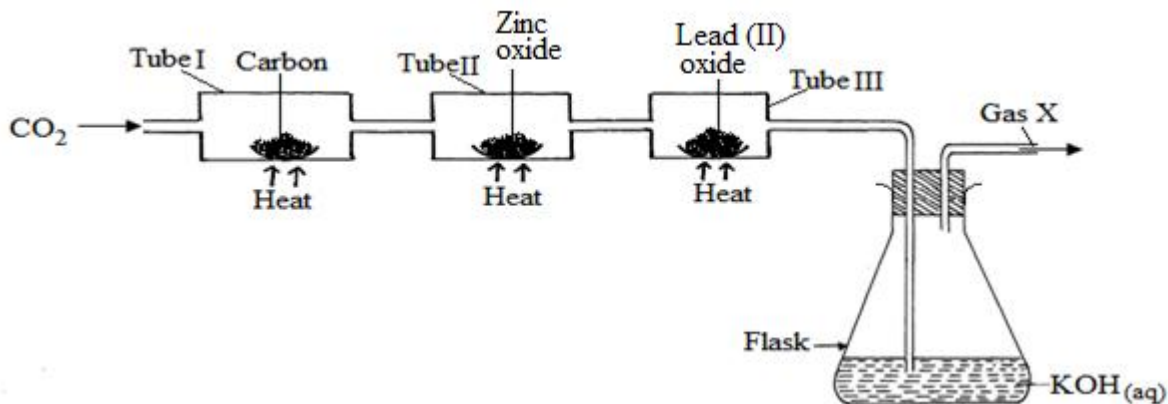 Tube I
Carbon
Zinc
oxide
Tube II
Lead (II)
oxide
Tube III
CO₂
Heat
Heat
Heat
Gas X
Flask
KOH (aq)